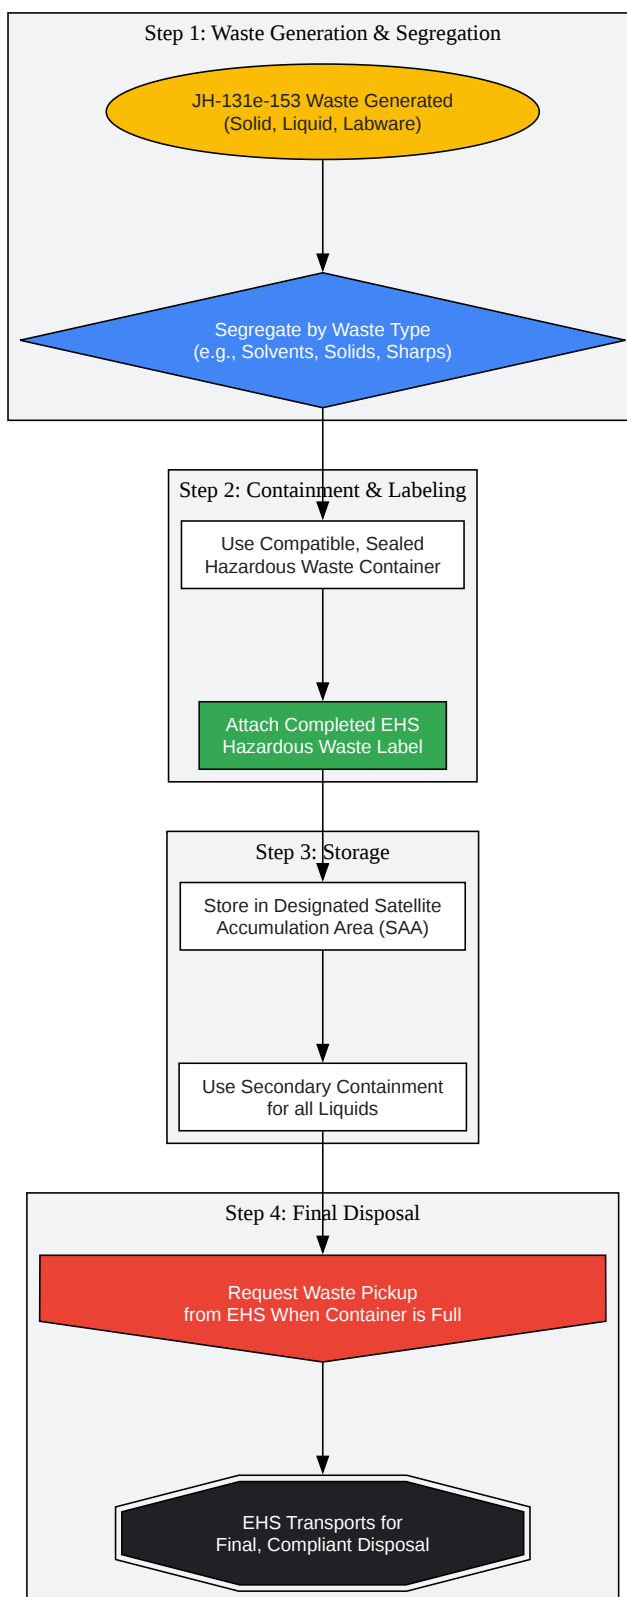 Step 1: Waste Generation & Segregation
JH-131e-153 Waste Generated
(Solid, Liquid, Labware)
Segregate by Waste Type
(e.g., Solvents, Solids, Sharps)
Step 2: Containment & Labeling
Use Compatible, Sealed
Hazardous Waste Container
Attach Completed EHS
Hazardous Waste Label
Step 3: Storage
Store in Designated Satellite
Accumulation Area (SAA)
Use Secondary Containment
for all Liquids
Step 4: Final Disposal
Request Waste Pickup
from EHS When Container is Full
EHS Transports for
Final, Compliant Disposal